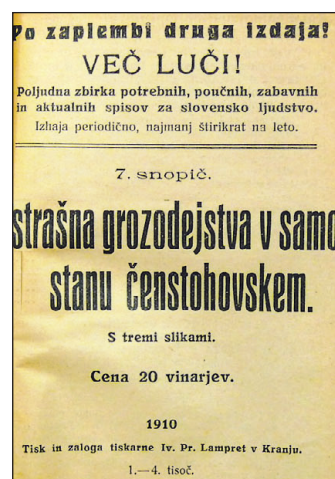 Po zaplembi druga izdaja!
VEČ LUČI!
Poljudna zbirka potrebnih, poučnih, zabavnih
in aktualnih spisov za slovensko ljudstvo.
Izhaja periodično, najmanj štirikrat na leto.
7. snopič.
strašna grozodejstva v samo
stanu čenstohovskem.
S tremi slikami.
Cena 20 vinarjev.
1910
Tisk in zaloga tiskarne Iv. Pr. Lampret v Kranju.
1.—4. tisoč.